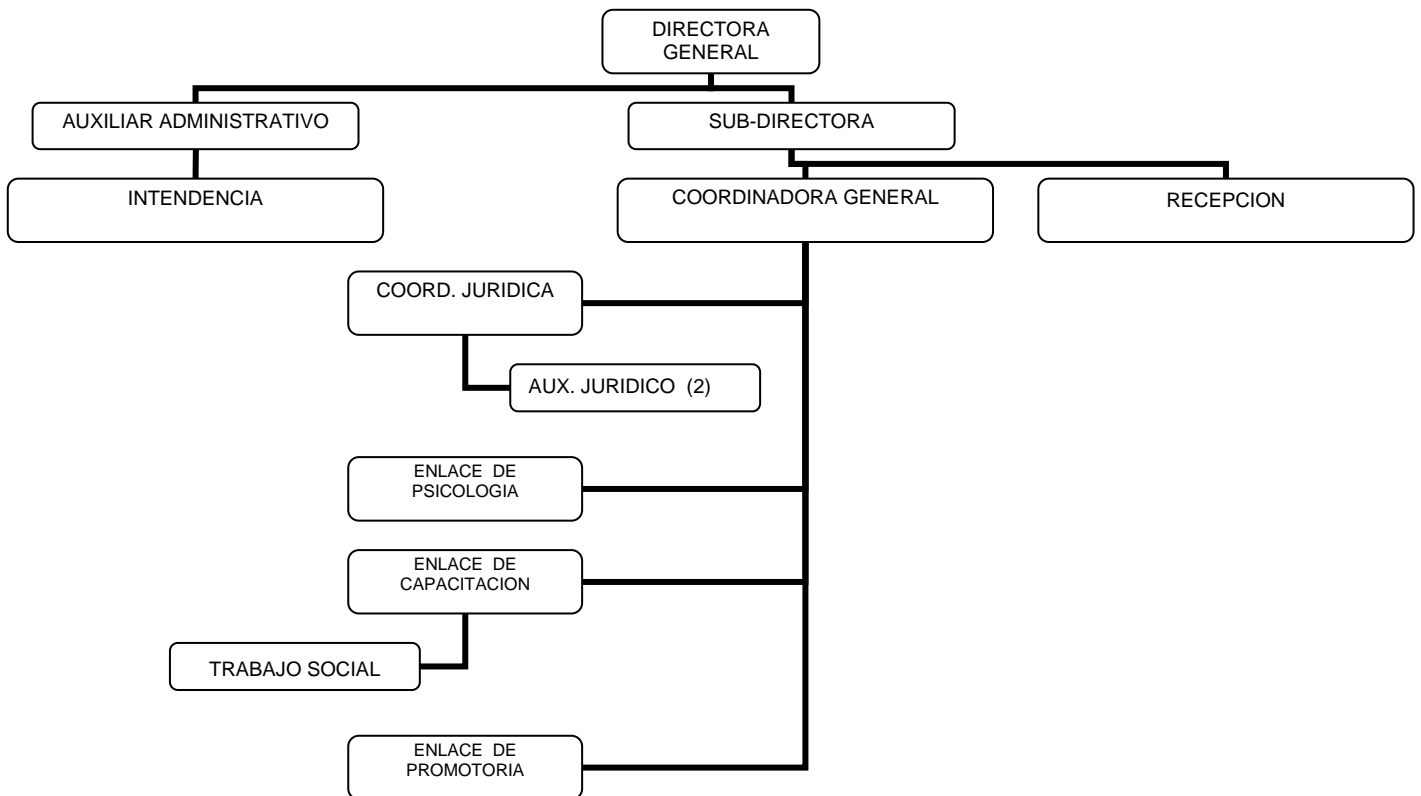 DIRECTORA
GENERAL
AUXILIAR ADMINISTRATIVO
SUB-DIRECTORA
INTENDENCIA
COORDINADORA GENERAL
RECEPCION
COORD. JURIDICA
AUX. JURIDICO (2)
ENLACE DE
PSICOLOGIA
ENLACE DE
CAPACITACION
TRABAJO SOCIAL
ENLACE DE
PROMOTORIA